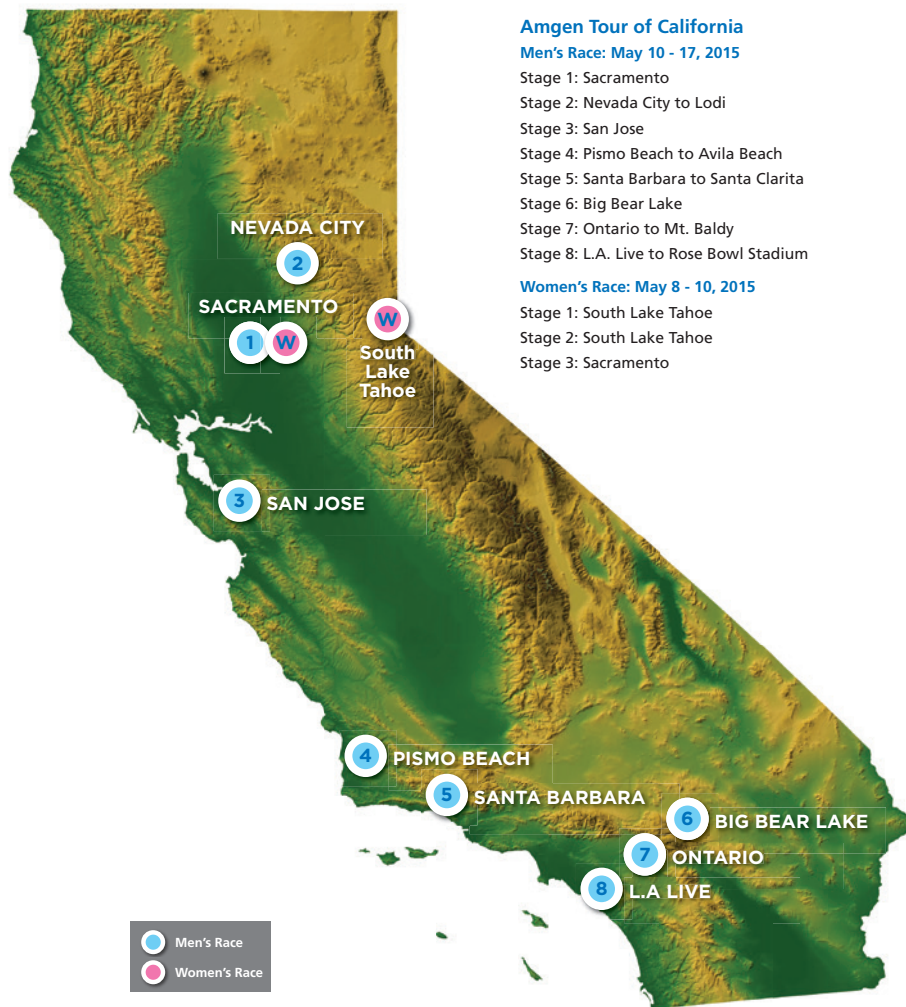 Amgen Tour of California
Men's Race: May 10 - 17, 2015
Stage 1: Sacramento
Stage 2: Nevada City to Lodi
Stage 3: San Jose
Stage 4: Pismo Beach to Avila Beach
Stage 5: Santa Barbara to Santa Clarita
Stage 6: Big Bear Lake
Stage 7: Ontario to Mt. Baldy
Stage 8: L.A. Live to Rose Bowl Stadium
Women's Race: May 8 - 10, 2015
Stage 1: South Lake Tahoe
Stage 2: South Lake Tahoe
Stage 3: Sacramento
NEVADA CITY
2
SACRAMENTO
1 W
W
South
Lake
Tahoe
3 SAN JOSE
4 PISMO BEACH
5 SANTA BARBARA
6 BIG BEAR LAKE
7 ONTARIO
8 L.A LIVE
Men's Race
Women's Race